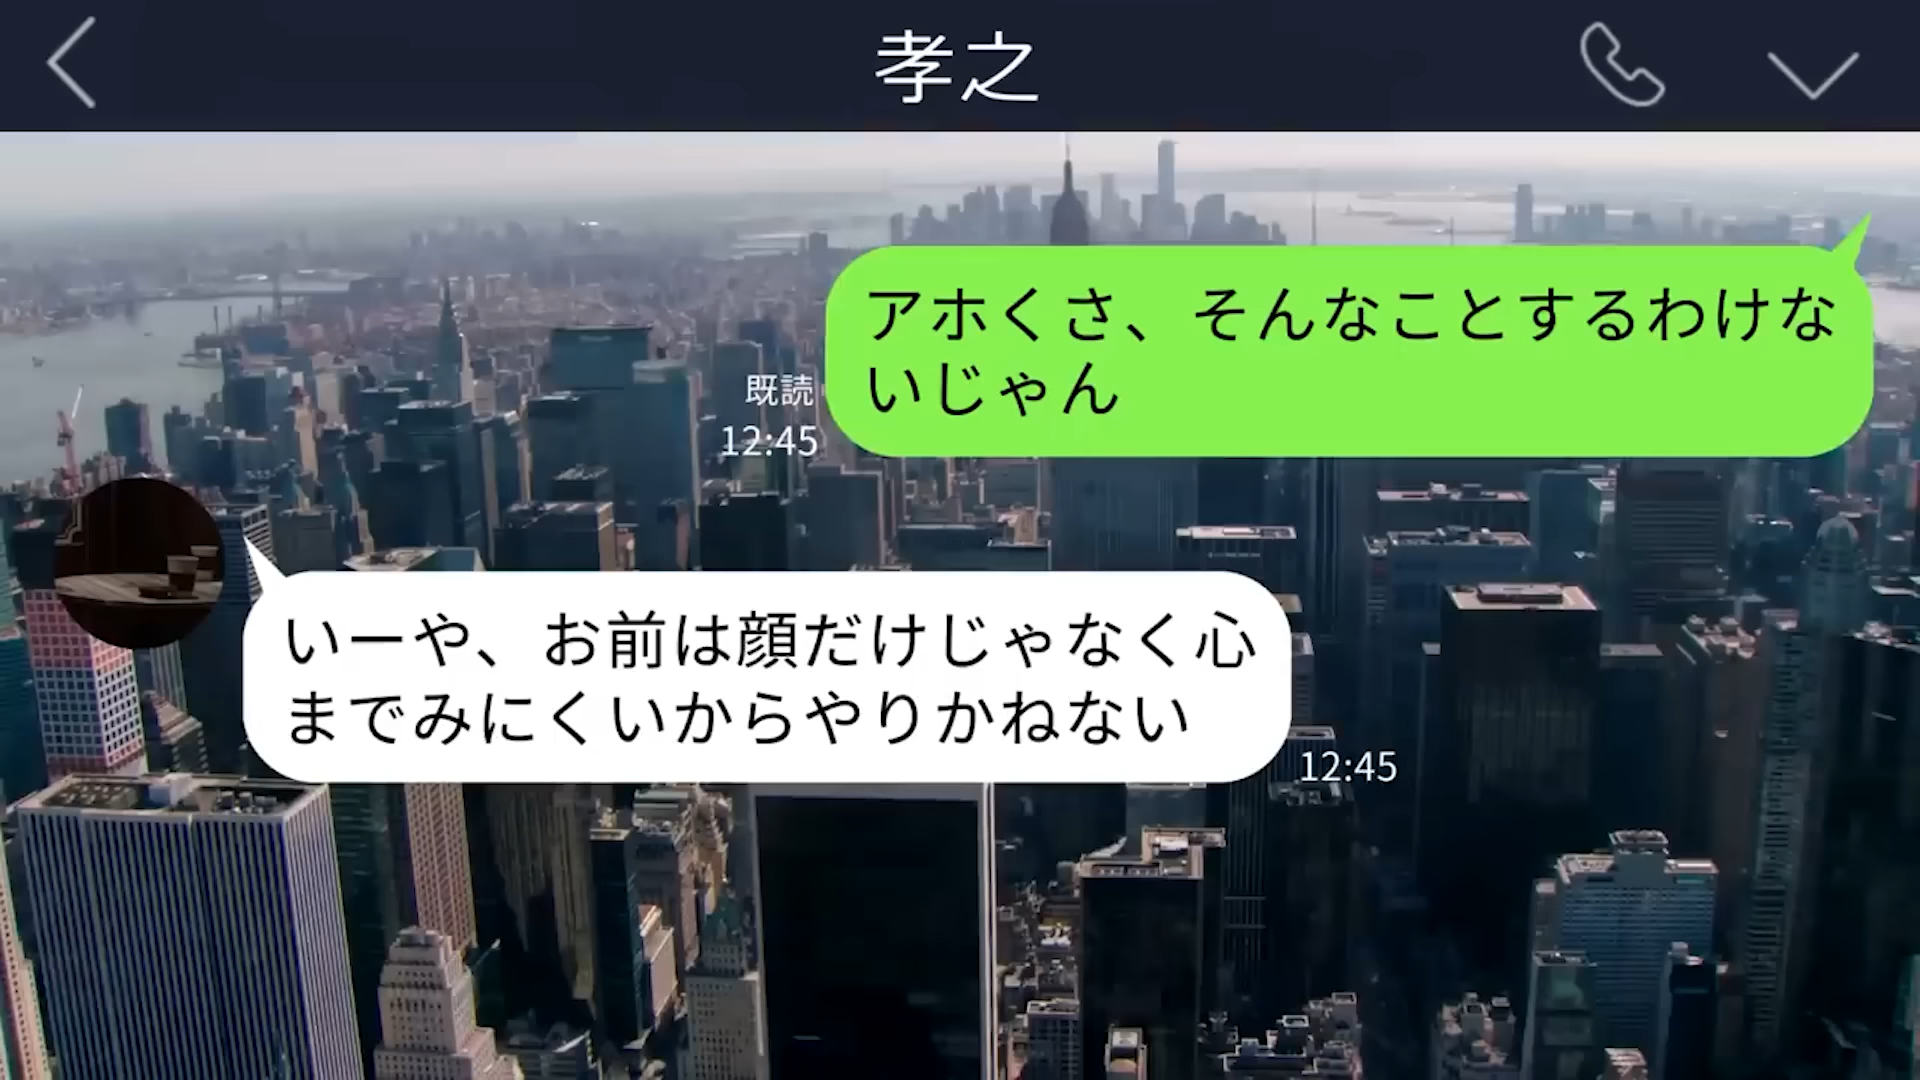 孝之
アホくさ、そんなことするわけな
いじゃん
既読
12:45
いーや、お前は顔だけじゃなく心
までみにくいからやりかねない
12:45